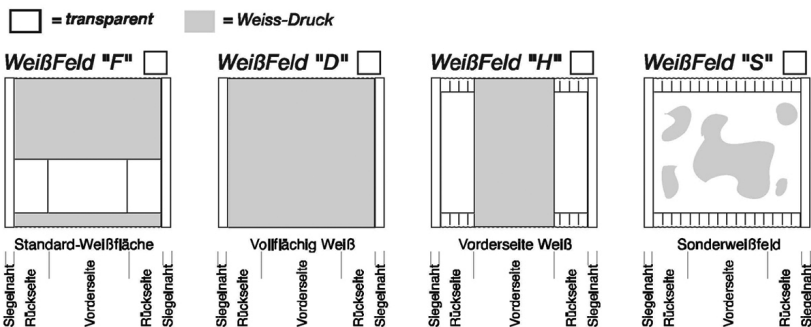 = transparent = Weiss-Druck
WeißFeld "F" WeißFeld "D" WeißFeld "H" WeißFeld "S"
Standard-Weißfläche Vollflächig Weiß Vorderseite Weiß Sonderweißfeld
Siegelnaht Rückseite Vorderseite Rückseite Siegelnaht Siegelnaht Rückseite Vorderseite Rückseite Siegelnaht Siegelnaht Rückseite Vorderseite Rückseite Siegelnaht Siegelnaht Rückseite Vorderseite Rückseite Siegelnaht